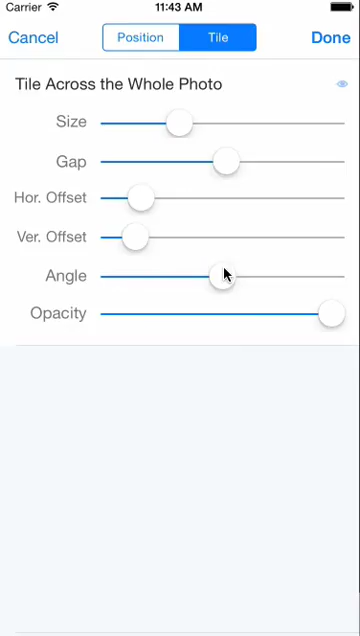 Carrier 11:43 AM
Cancel Position Tile Done
Tile Across the Whole Photo
Size
Gap
Hor. Offset
Ver. Offset
Angle
Opacity